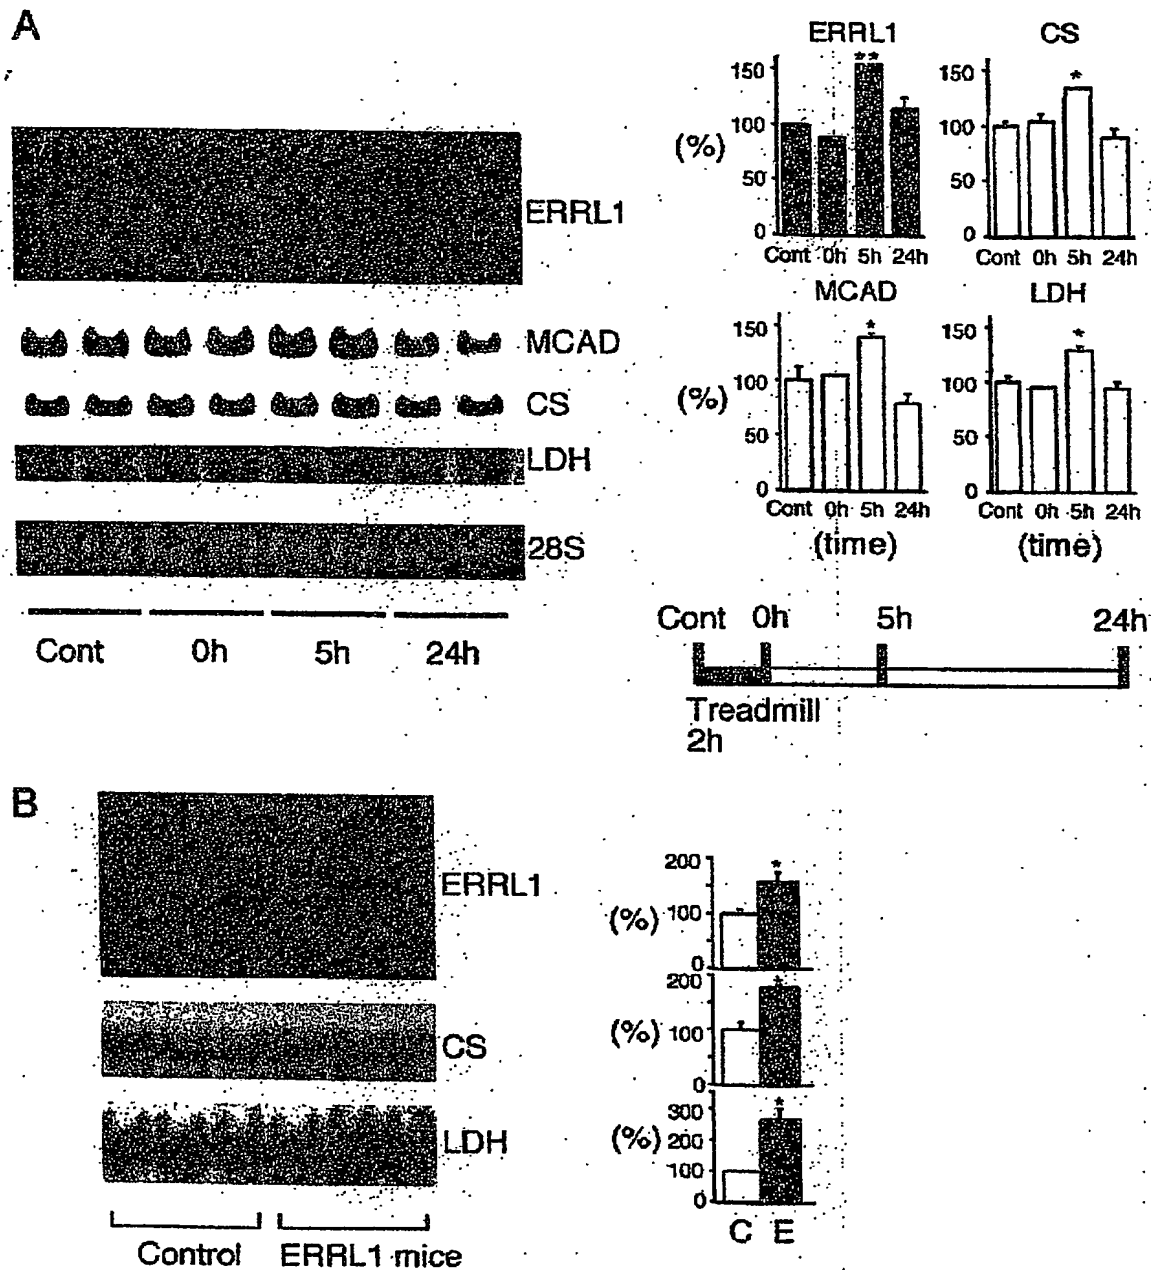 A
ERRL1
MCAD
CS
LDH
28S
Cont 0h 5h 24h
ERRL1
**
150
100
(%)
50
0
Cont 0h 5h 24h
CS
*
150
100
50
0
Cont 0h 5h 24h
MCAD
*
150
100
(%)
50
0
Cont 0h 5h 24h
(time)
LDH
*
150
100
50
0
Cont 0h 5h 24h
(time)
Cont 0h 5h 24h
Treadmill
2h
B
ERRL1
CS
LDH
Control ERRL1 mice
200
*
(%) 100
0
200
*
(%) 100
0
300
*
(%) 200
100
0
C E